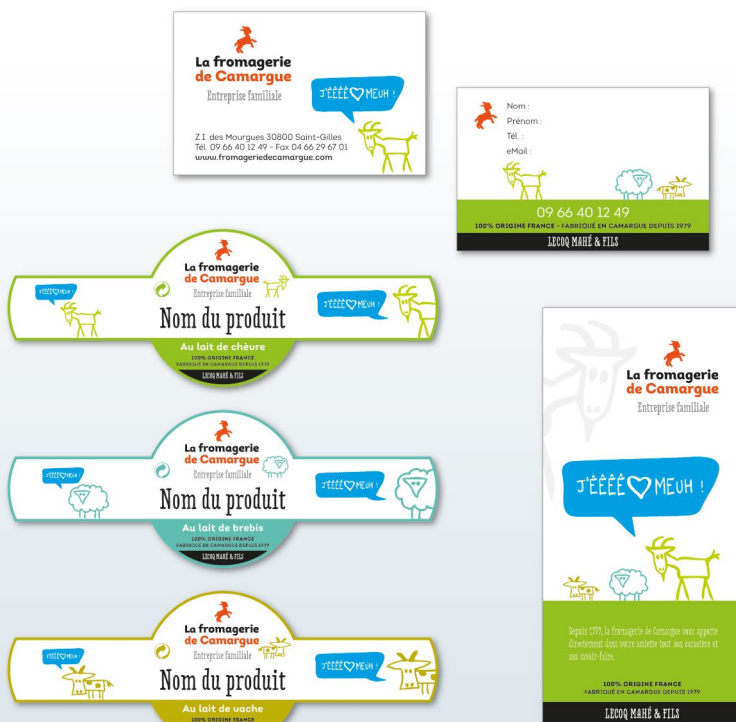 La fromagerie
de Camargue
Entreprise familiale
J'ÊÊÊÊ♡MEUH !
Z.I. des Mourgues 30800 Saint-Gilles
Tél. 09 66 40 12 49 - Fax 04 66 29 67 01
www.fromageriedecamargue.com
Nom :
Prénom :
Tél. :
eMail :
09 66 40 12 49
100% ORIGINE FRANCE - FABRIQUÉ EN CAMARGUE DEPUIS 1979
LECOQ MAHÉ & FILS
La fromagerie
de Camargue
Entreprise familiale
J'ÊÊÊÊ♡MEUH !
J'ÊÊÊÊ♡MEUH !
Nom du produit
Au lait de chèvre
100% ORIGINE FRANCE
FABRIQUÉ EN CAMARGUE DEPUIS 1979
LECOQ MAHÉ & FILS
La fromagerie
de Camargue
Entreprise familiale
J'ÊÊÊÊ♡MEUH !
J'ÊÊÊÊ♡MEUH !
Nom du produit
Au lait de brebis
100% ORIGINE FRANCE
FABRIQUÉ EN CAMARGUE DEPUIS 1979
LECOQ MAHÉ & FILS
La fromagerie
de Camargue
Entreprise familiale
J'ÊÊÊÊ♡MEUH !
J'ÊÊÊÊ♡MEUH !
Nom du produit
Au lait de vache
100% ORIGINE FRANCE
La fromagerie
de Camargue
Entreprise familiale
J'ÊÊÊÊ♡MEUH !
Depuis 1979, la fromagerie de Camargue vous apporte
directement dans votre assiette tout son caractère et
son savoir-faire.
100% ORIGINE FRANCE
FABRIQUÉ EN CAMARGUE DEPUIS 1979
LECOQ MAHÉ & FILS